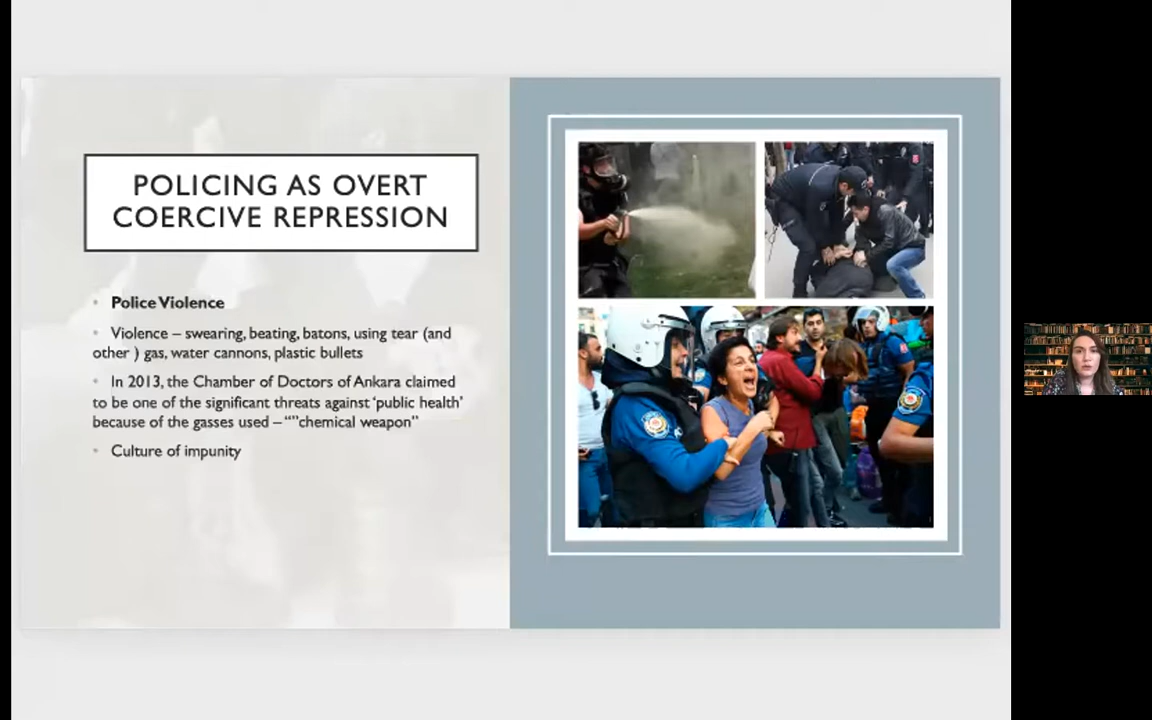 POLICING AS OVERT
COERCIVE REPRESSION
• Police Violence
• Violence – swearing, beating, batons, using tear (and
other ) gas, water cannons, plastic bullets
• In 2013, the Chamber of Doctors of Ankara claimed
to be one of the significant threats against ‘public health’
because of the gasses used – “”chemical weapon”
• Culture of impunity